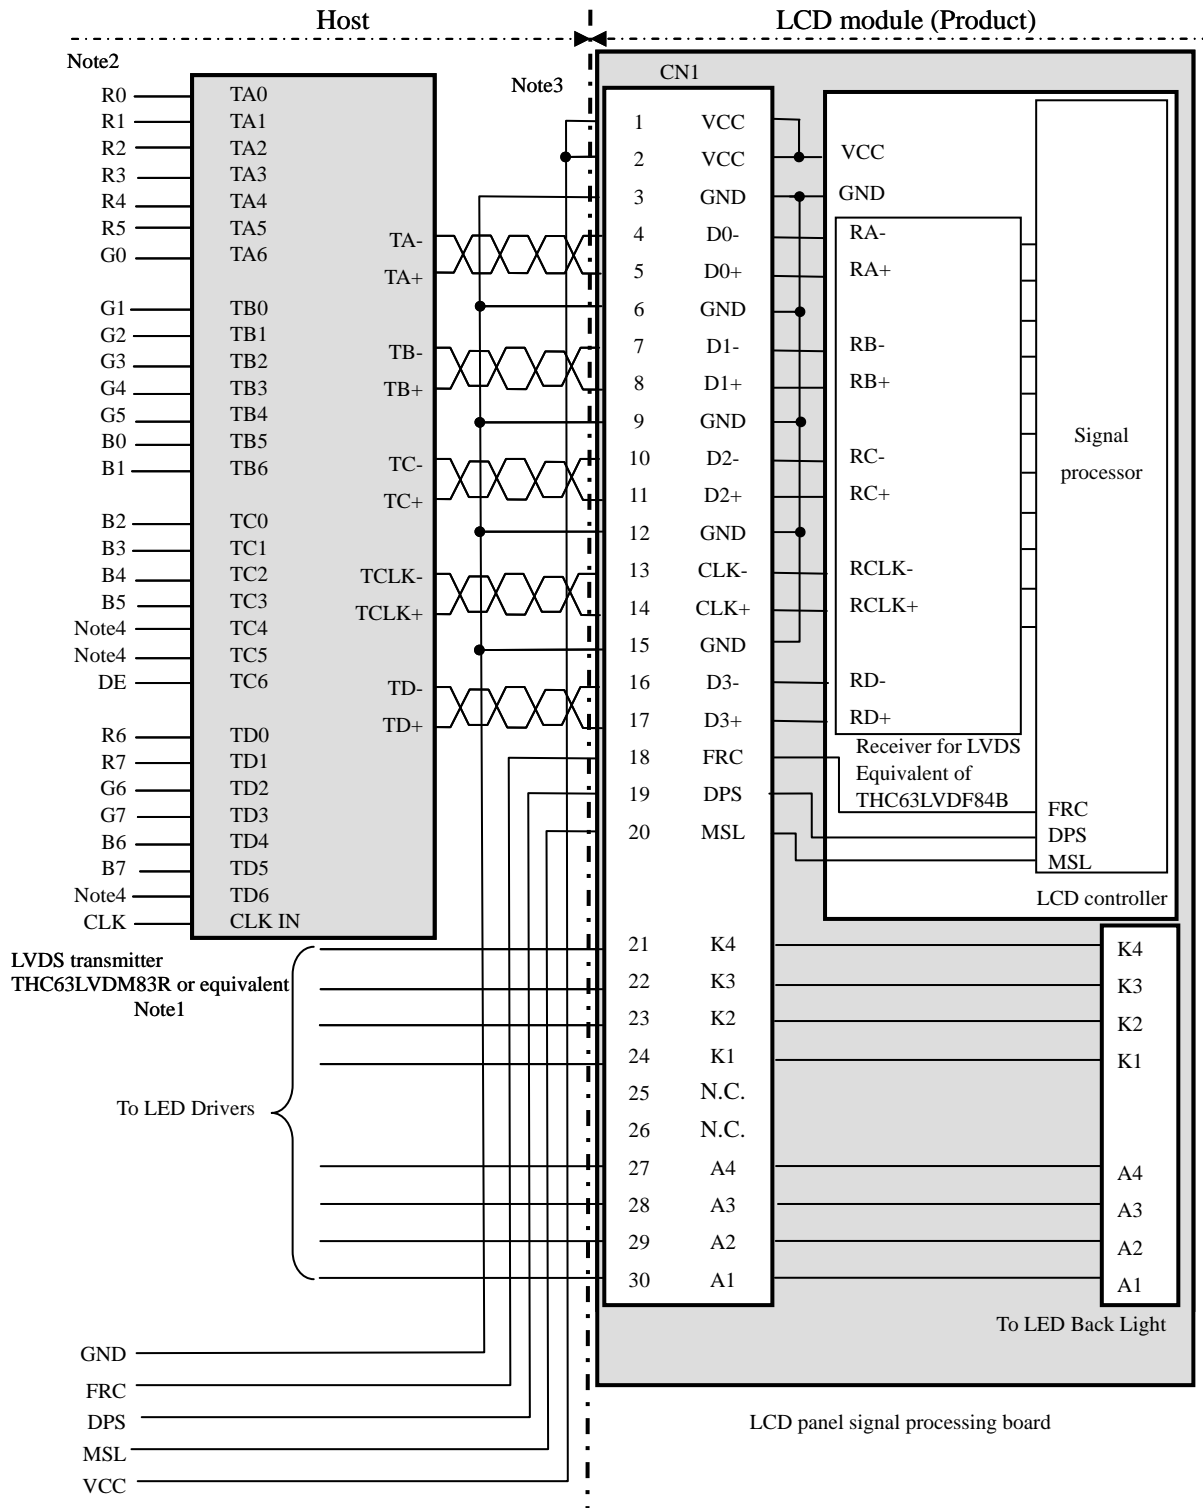 Host
LCD module (Product)
Note2
R0 TA0
R1 TA1
R2 TA2
R3 TA3
R4 TA4
R5 TA5
G0 TA6
G1 TB0
G2 TB1
G3 TB2
G4 TB3
G5 TB4
B0 TB5
B1 TB6
B2 TC0
B3 TC1
B4 TC2
B5 TC3
Note4 TC4
Note4 TC5
DE TC6
R6 TD0
R7 TD1
G6 TD2
G7 TD3
B6 TD4
B7 TD5
Note4 TD6
CLK CLK IN
TA-
TA+
TB-
TB+
TC-
TC+
TCLK-
TCLK+
TD-
TD+
LVDS transmitter
THC63LVDM83R or equivalent
Note1
To LED Drivers
GND
FRC
DPS
MSL
VCC
Note3
CN1
1 VCC
2 VCC
3 GND
4 D0-
5 D0+
6 GND
7 D1-
8 D1+
9 GND
10 D2-
11 D2+
12 GND
13 CLK-
14 CLK+
15 GND
16 D3-
17 D3+
18 FRC
19 DPS
20 MSL
21 K4
22 K3
23 K2
24 K1
25 N.C.
26 N.C.
27 A4
28 A3
29 A2
30 A1
VCC
GND
RA-
RA+
RB-
RB+
RC-
RC+
RCLK-
RCLK+
RD-
RD+
Receiver for LVDS
Equivalent of
THC63LVDF84B
Signal
processor
FRC
DPS
MSL
LCD controller
K4
K3
K2
K1
A4
A3
A2
A1
To LED Back Light
LCD panel signal processing board